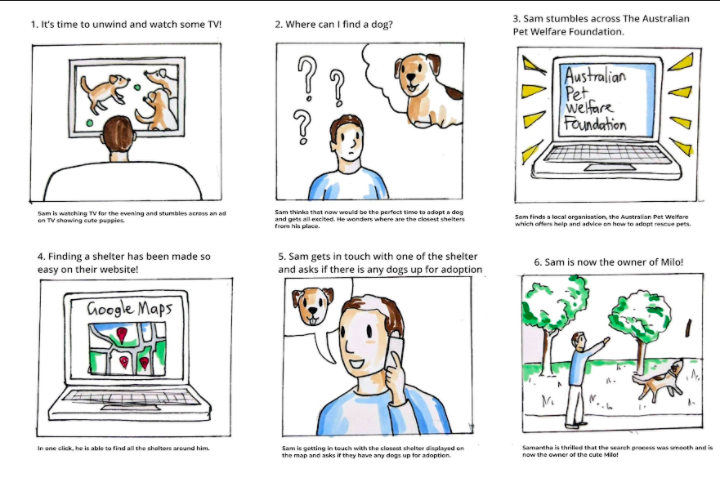 1. It's time to unwind and watch some TV!
Sam is watching TV for the evening and stumbles across an ad
on TV showing cute puppies.
2. Where can I find a dog?
? ? ?
Sam thinks that now would be the perfect time to adopt a dog
and gets all excited. He wonders where are the closest shelters
from his place.
3. Sam stumbles across The Australian
Pet Welfare Foundation.
Australian
Pet
Welfare
Foundation
Sam finds a local organisation, the Australian Pet Welfare
which offers help and advice on how to adopt rescue pets.
4. Finding a shelter has been made so
easy on their website!
Google Maps
In one click, he is able to find all the shelters around him.
5. Sam gets in touch with one of the shelter
and asks if there is any dogs up for adoption
Sam is getting in touch with the closest shelter displayed on
the map and asks if they have any dogs up for adoption.
6. Sam is now the owner of Milo!
Samantha is thrilled that the search process was smooth and is
now the owner of the cute Milo!